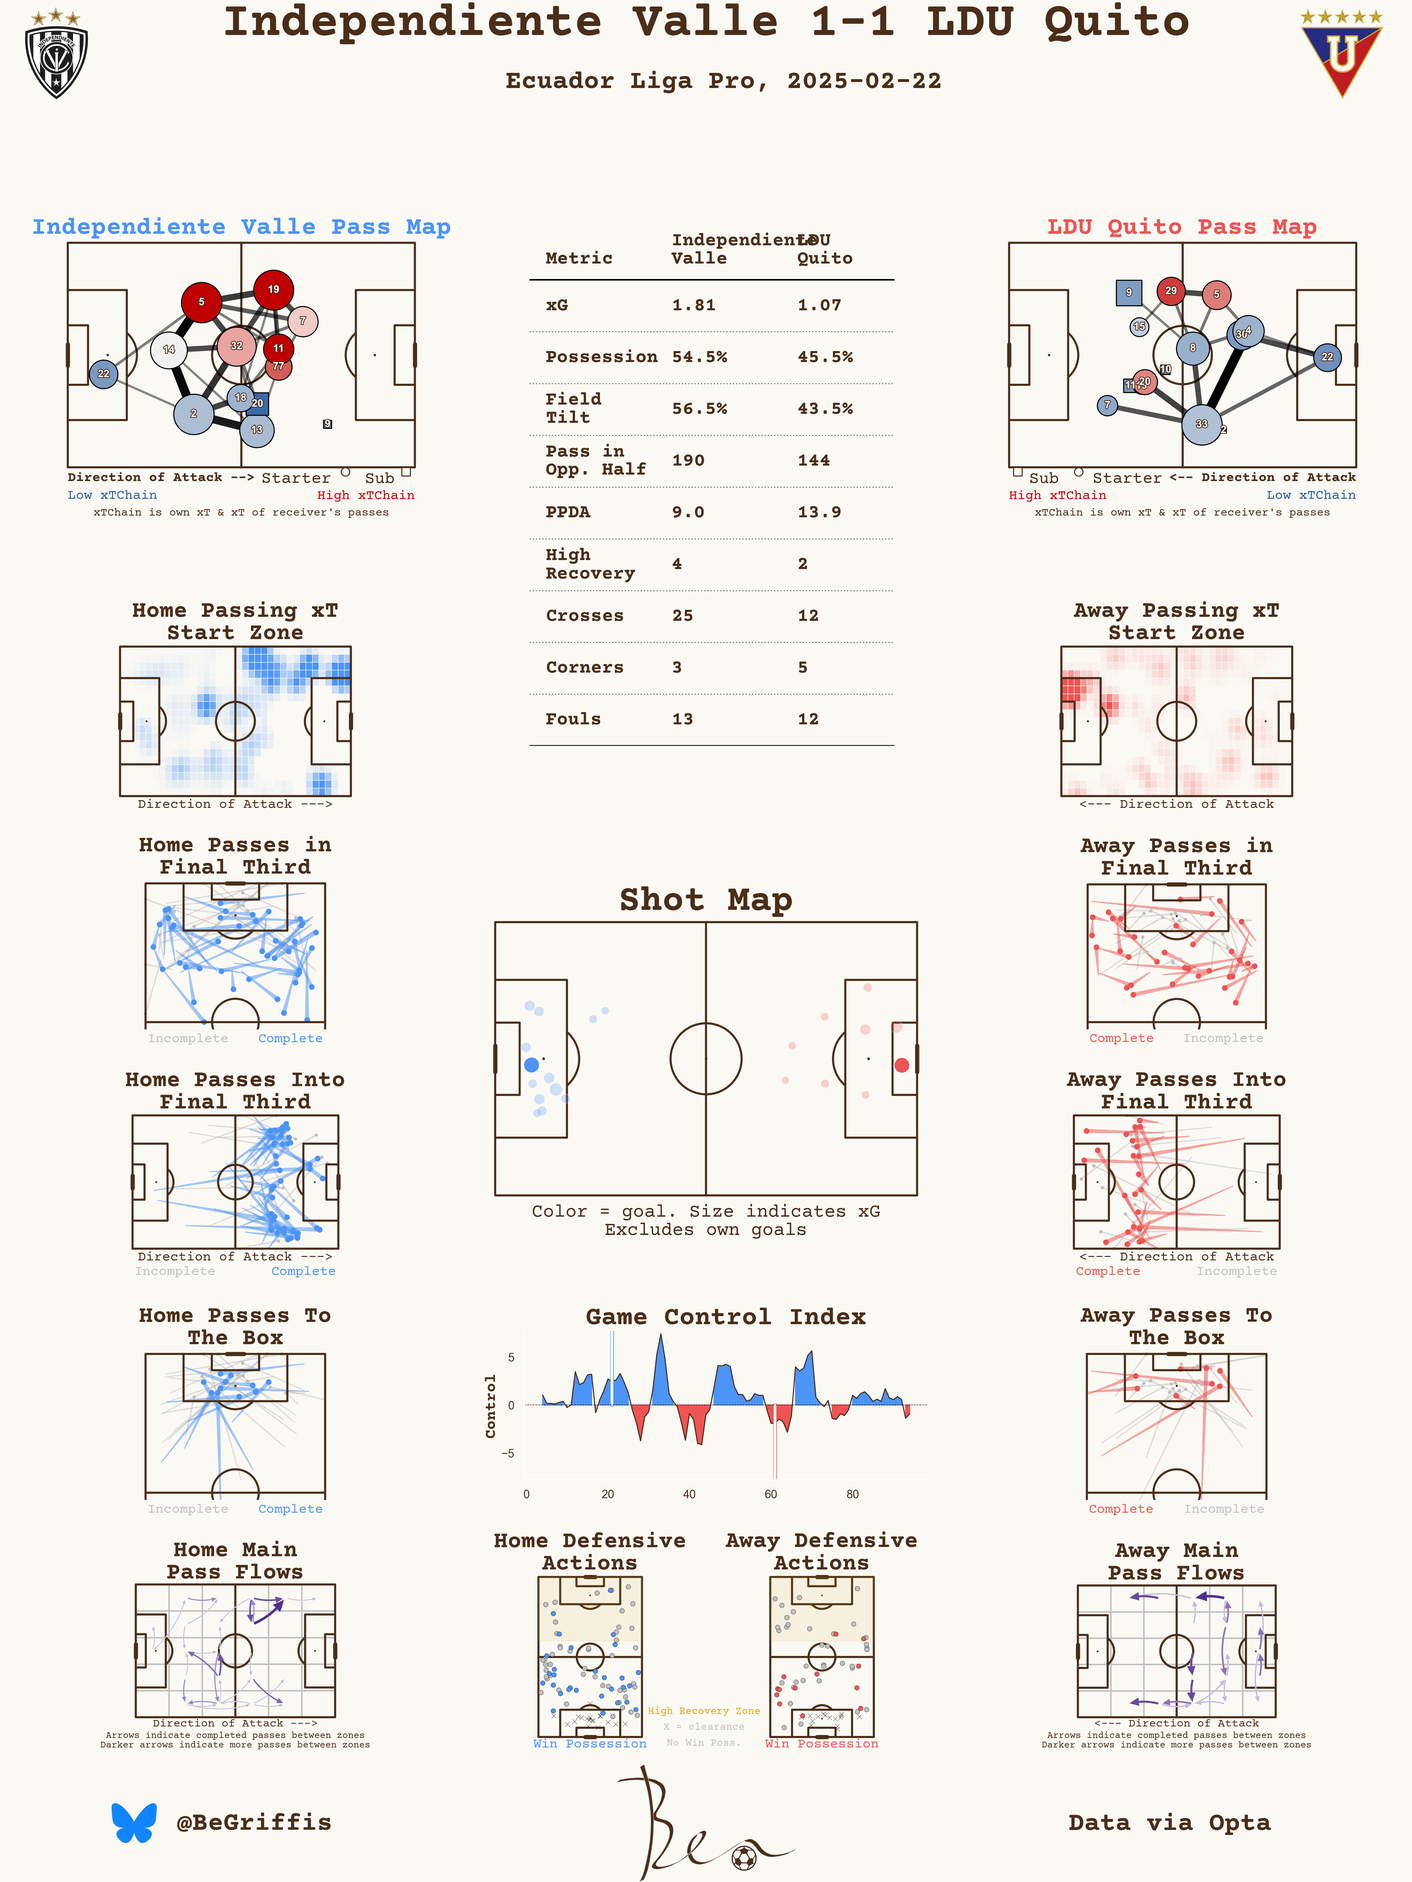 Independiente Valle 1-1 LDU Quito
Ecuador Liga Pro, 2025-02-22
Independiente Valle Pass Map
5
19
7
14
32
11
77
22
18
20
2
13
9
Direction of Attack --> Starter Sub
Low xTChain High xTChain
xTChain is own xT & xT of receiver's passes
Metric Independiente Valle LDU Quito
xG 1.81 1.07
Possession 54.5% 45.5%
Field Tilt 56.5% 43.5%
Pass in Opp. Half 190 144
PPDA 9.0 13.9
High Recovery 4 2
Crosses 25 12
Corners 3 5
Fouls 13 12
LDU Quito Pass Map
9
29
5
15
4
8
22
10
20
7
33
Sub Starter <-- Direction of Attack
High xTChain Low xTChain
xTChain is own xT & xT of receiver's passes
Home Passing xT
Start Zone
Direction of Attack --->
Away Passing xT
Start Zone
<--- Direction of Attack
Home Passes in
Final Third
Incomplete Complete
Away Passes in
Final Third
Complete Incomplete
Shot Map
Color = goal. Size indicates xG
Excludes own goals
Home Passes Into
Final Third
Direction of Attack --->
Incomplete Complete
Away Passes Into
Final Third
<--- Direction of Attack
Complete Incomplete
Home Passes To
The Box
Incomplete Complete
Game Control Index
Control
5
0
−5
0 20 40 60 80
Away Passes To
The Box
Complete Incomplete
Home Main
Pass Flows
Direction of Attack --->
Arrows indicate completed passes between zones
Darker arrows indicate more passes between zones
Home Defensive
Actions
Win Possession
High Recovery Zone
X = clearance
No Win Poss.
Away Defensive
Actions
Win Possession
Away Main
Pass Flows
<--- Direction of Attack
Arrows indicate completed passes between zones
Darker arrows indicate more passes between zones
@BeGriffis
Ben
Data via Opta